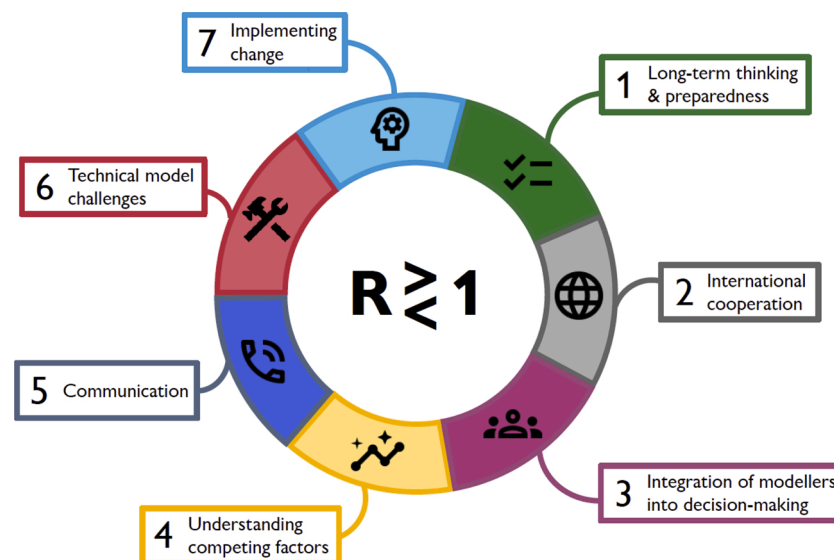 7 Implementing
change
1 Long-term thinking
& preparedness
6 Technical model
challenges
R ≷ 1
2 International
cooperation
5 Communication
3 Integration of modellers
into decision-making
4 Understanding
competing factors